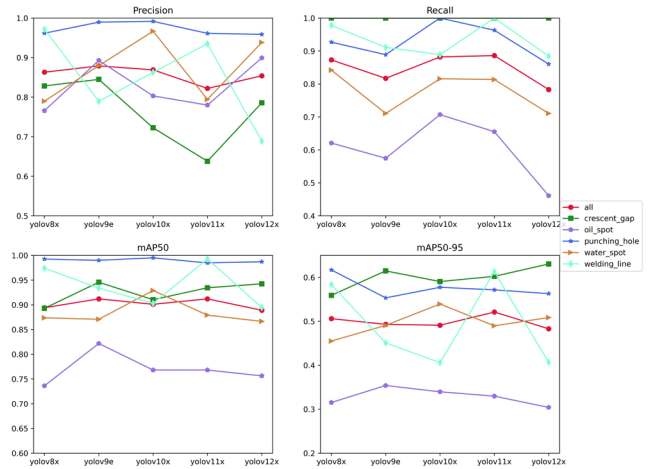 Precision
1.0
0.9
0.8
0.7
0.6
0.5
yolov8x
yolov9e
yolov10x
yolov11x
yolov12x
Recall
1.0
0.9
0.8
0.7
0.6
0.5
0.4
yolov8x
yolov9e
yolov10x
yolov11x
yolov12x
all
crescent_gap
oil_spot
punching_hole
water_spot
welding_line
mAP50
1.00
0.95
0.90
0.85
0.80
0.75
0.70
0.65
0.60
yolov8x
yolov9e
yolov10x
yolov11x
yolov12x
mAP50-95
0.6
0.5
0.4
0.3
0.2
yolov8x
yolov9e
yolov10x
yolov11x
yolov12x